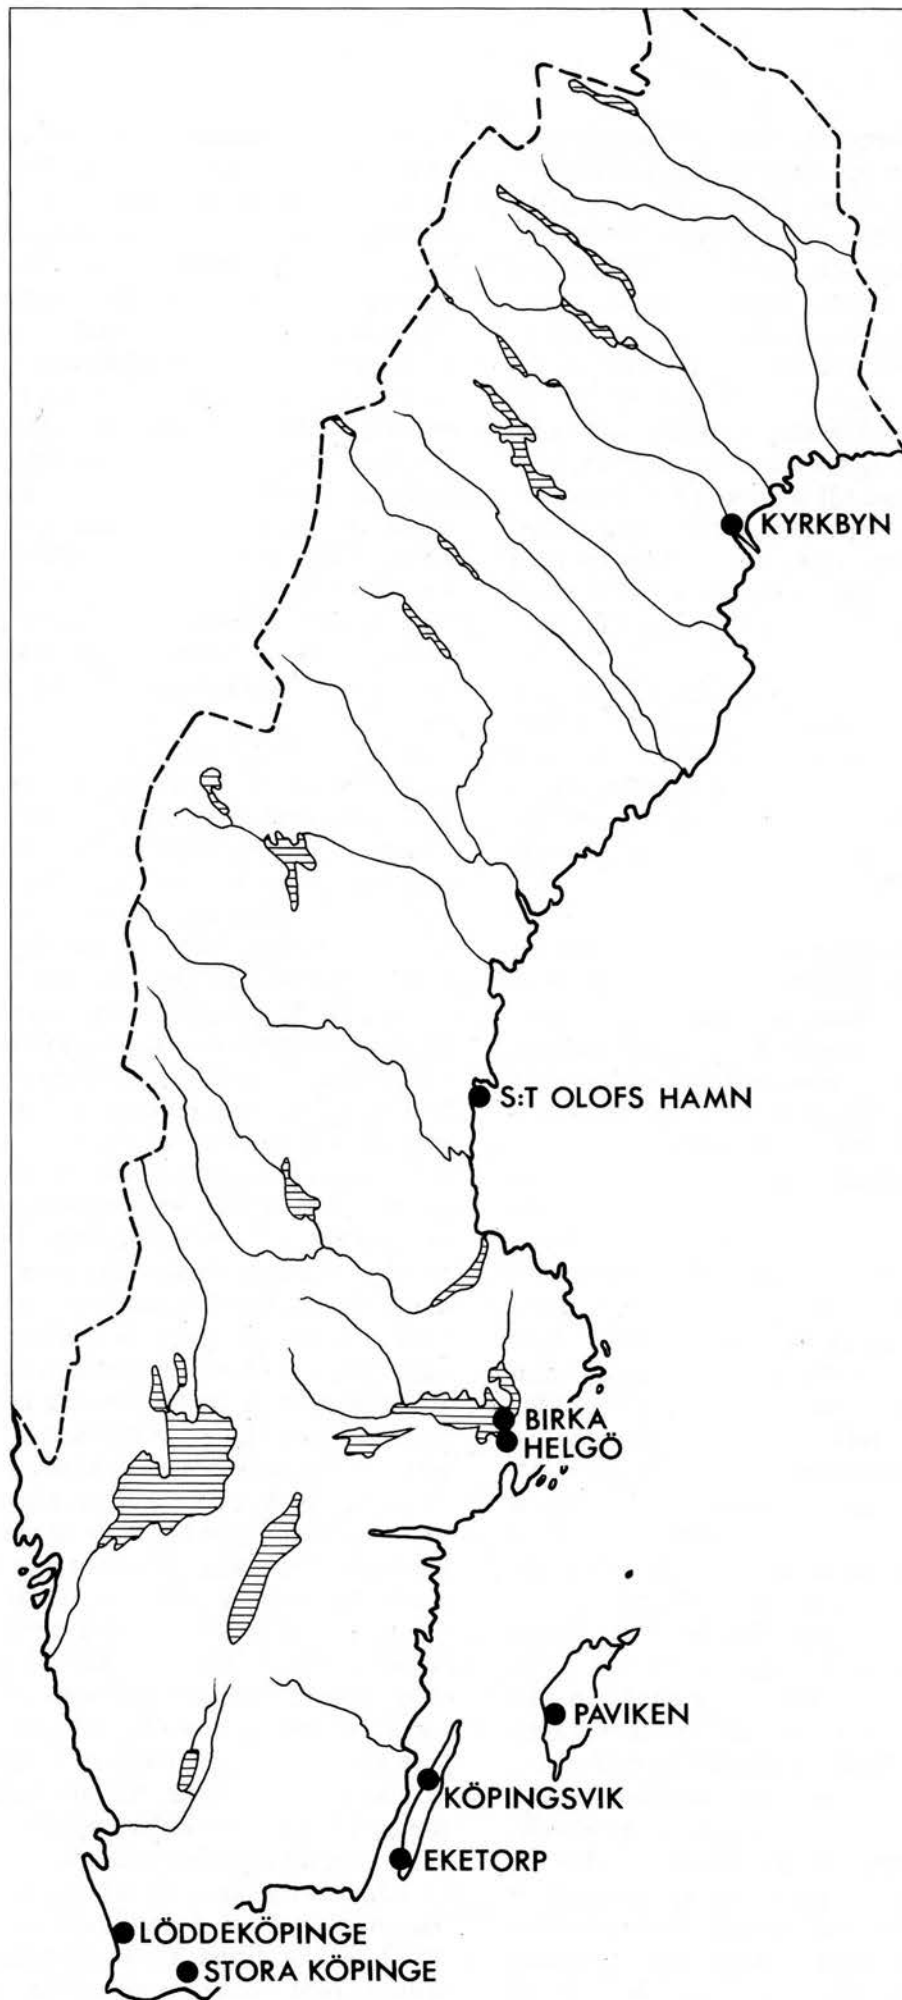 KYRKBYN
S:T OLOFS HAMN
BIRKA
HELGÖ
PAVIKEN
KÖPINGSVIK
EKETORP
LÖDDEKÖPINGE
STORA KÖPINGE